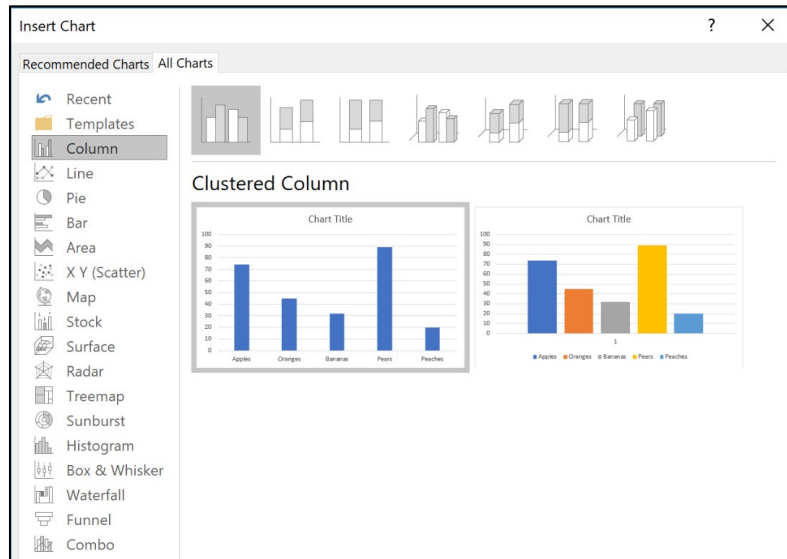 Insert Chart
?
Recommended Charts
All Charts
Recent
Templates
Column
Line
Pie
Bar
Area
X Y (Scatter)
Map
Stock
Surface
Radar
Treemap
Sunburst
Histogram
Box & Whisker
Waterfall
Funnel
Combo
Clustered Column
Chart Title
100
90
80
70
60
50
40
30
20
10
0
Apples Oranges Bananas Pears Peaches
Chart Title
100
90
80
70
60
50
40
30
20
10
0
1
Apples Oranges Bananas Pears Peaches